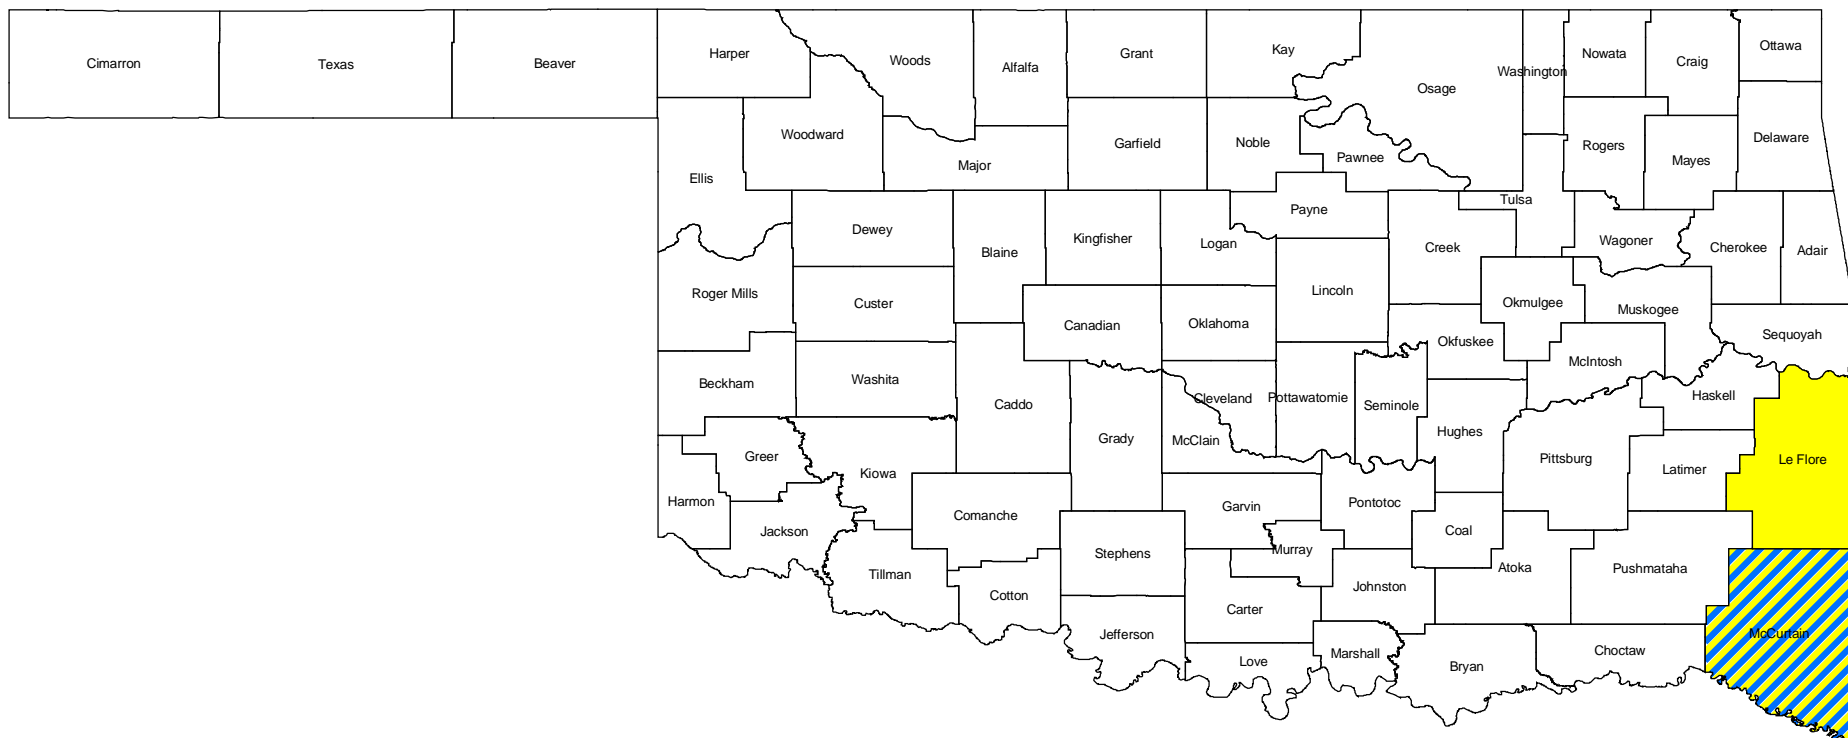 Cimarron
Texas
Beaver
Harper
Woods
Alfalfa
Grant
Kay
Osage
Washington
Nowata
Craig
Ottawa
Woodward
Ellis
Major
Garfield
Noble
Pawnee
Rogers
Mayes
Delaware
Dewey
Blaine
Kingfisher
Logan
Payne
Tulsa
Creek
Wagoner
Cherokee
Adair
Roger Mills
Custer
Canadian
Oklahoma
Lincoln
Okmulgee
Muskogee
Okfuskee
Sequoyah
McIntosh
Beckham
Washita
Caddo
Grady
Cleveland
McClain
Pottawatomie
Seminole
Hughes
Haskell
Pittsburg
Latimer
Le Flore
Greer
Kiowa
Harmon
Jackson
Comanche
Garvin
Pontotoc
Coal
Stephens
Murray
Tillman
Atoka
Pushmataha
Cotton
Carter
Johnston
Jefferson
Love
Marshall
Bryan
Choctaw
McCurtain